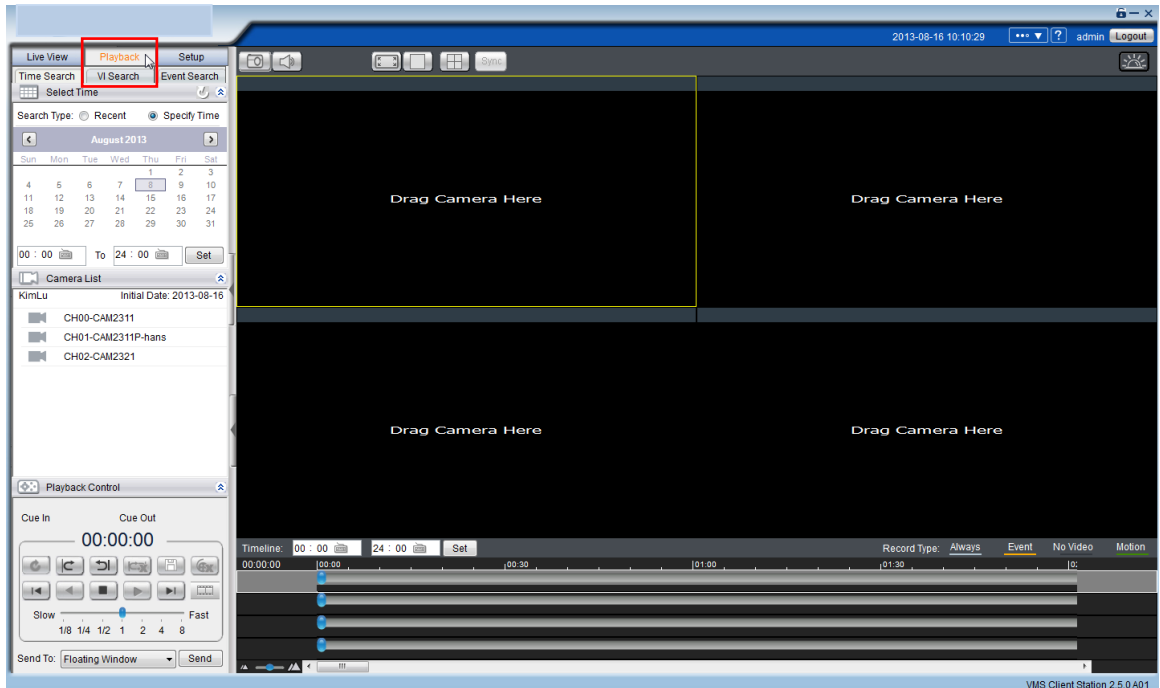 2013-08-16 10:10:29 ? admin Logout
Live View Playback Setup
Time Search VI Search Event Search
Sync
Select Time
Search Type: Recent Specify Time
August 2013
Sun Mon Tue Wed Thu Fri Sat
1 2 3
4 5 6 7 8 9 10
11 12 13 14 15 16 17
18 19 20 21 22 23 24
25 26 27 28 29 30 31
00 : 00 To 24 : 00 Set
Camera List
KimLu Initial Date: 2013-08-16
CH00-CAM2311
CH01-CAM2311P-hans
CH02-CAM2321
Drag Camera Here
Drag Camera Here
Drag Camera Here
Drag Camera Here
Playback Control
Cue In Cue Out
00:00:00
Slow Fast
1/8 1/4 1/2 1 2 4 8
Send To: Floating Window Send
Timeline: 00 : 00 24 : 00 Set Record Type: Always Event No Video Motion
00:00:00 00:00 00:30 01:00 01:30
VMS Client Station 2.5.0.A01